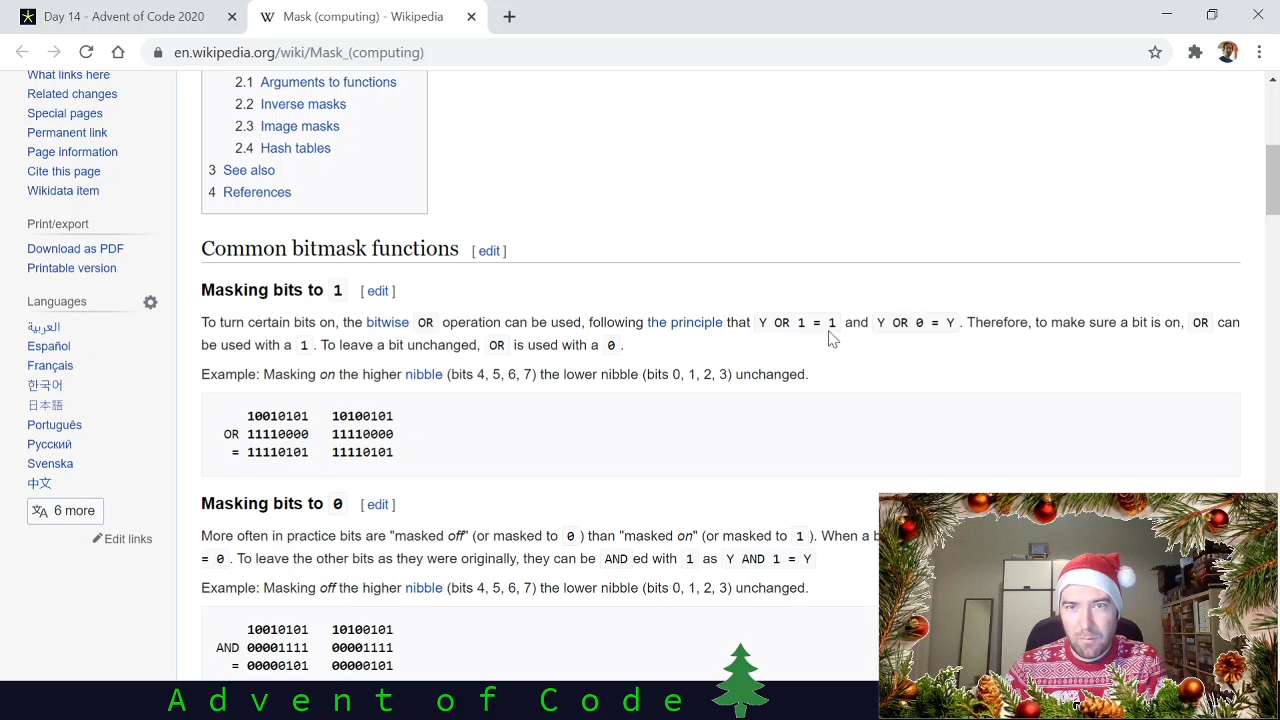 Day 14 - Advent of Code 2020
Mask (computing) - Wikipedia
en.wikipedia.org/wiki/Mask_(computing)
What links here
Related changes
Special pages
Permanent link
Page information
Cite this page
Wikidata item
Print/export
Download as PDF
Printable version
Languages
العربية
Español
Français
한국어
日本語
Português
Русский
Svenska
中文
6 more
Edit links
2.1 Arguments to functions
2.2 Inverse masks
2.3 Image masks
2.4 Hash tables
3 See also
4 References
Common bitmask functions [ edit ]
Masking bits to 1 [ edit ]
To turn certain bits on, the bitwise OR operation can be used, following the principle that Y OR 1 = 1 and Y OR 0 = Y. Therefore, to make sure a bit is on, OR can
be used with a 1. To leave a bit unchanged, OR is used with a 0.
Example: Masking on the higher nibble (bits 4, 5, 6, 7) the lower nibble (bits 0, 1, 2, 3) unchanged.
10010101 10100101
OR 11110000 11110000
= 11110101 11110101
Masking bits to 0 [ edit ]
More often in practice bits are "masked off" (or masked to 0) than "masked on" (or masked to 1). When a b
= 0. To leave the other bits as they were originally, they can be AND ed with 1 as Y AND 1 = Y
Example: Masking off the higher nibble (bits 4, 5, 6, 7) the lower nibble (bits 0, 1, 2, 3) unchanged.
10010101 10100101
AND 00001111 00001111
= 00000101 00000101
Advent of Code